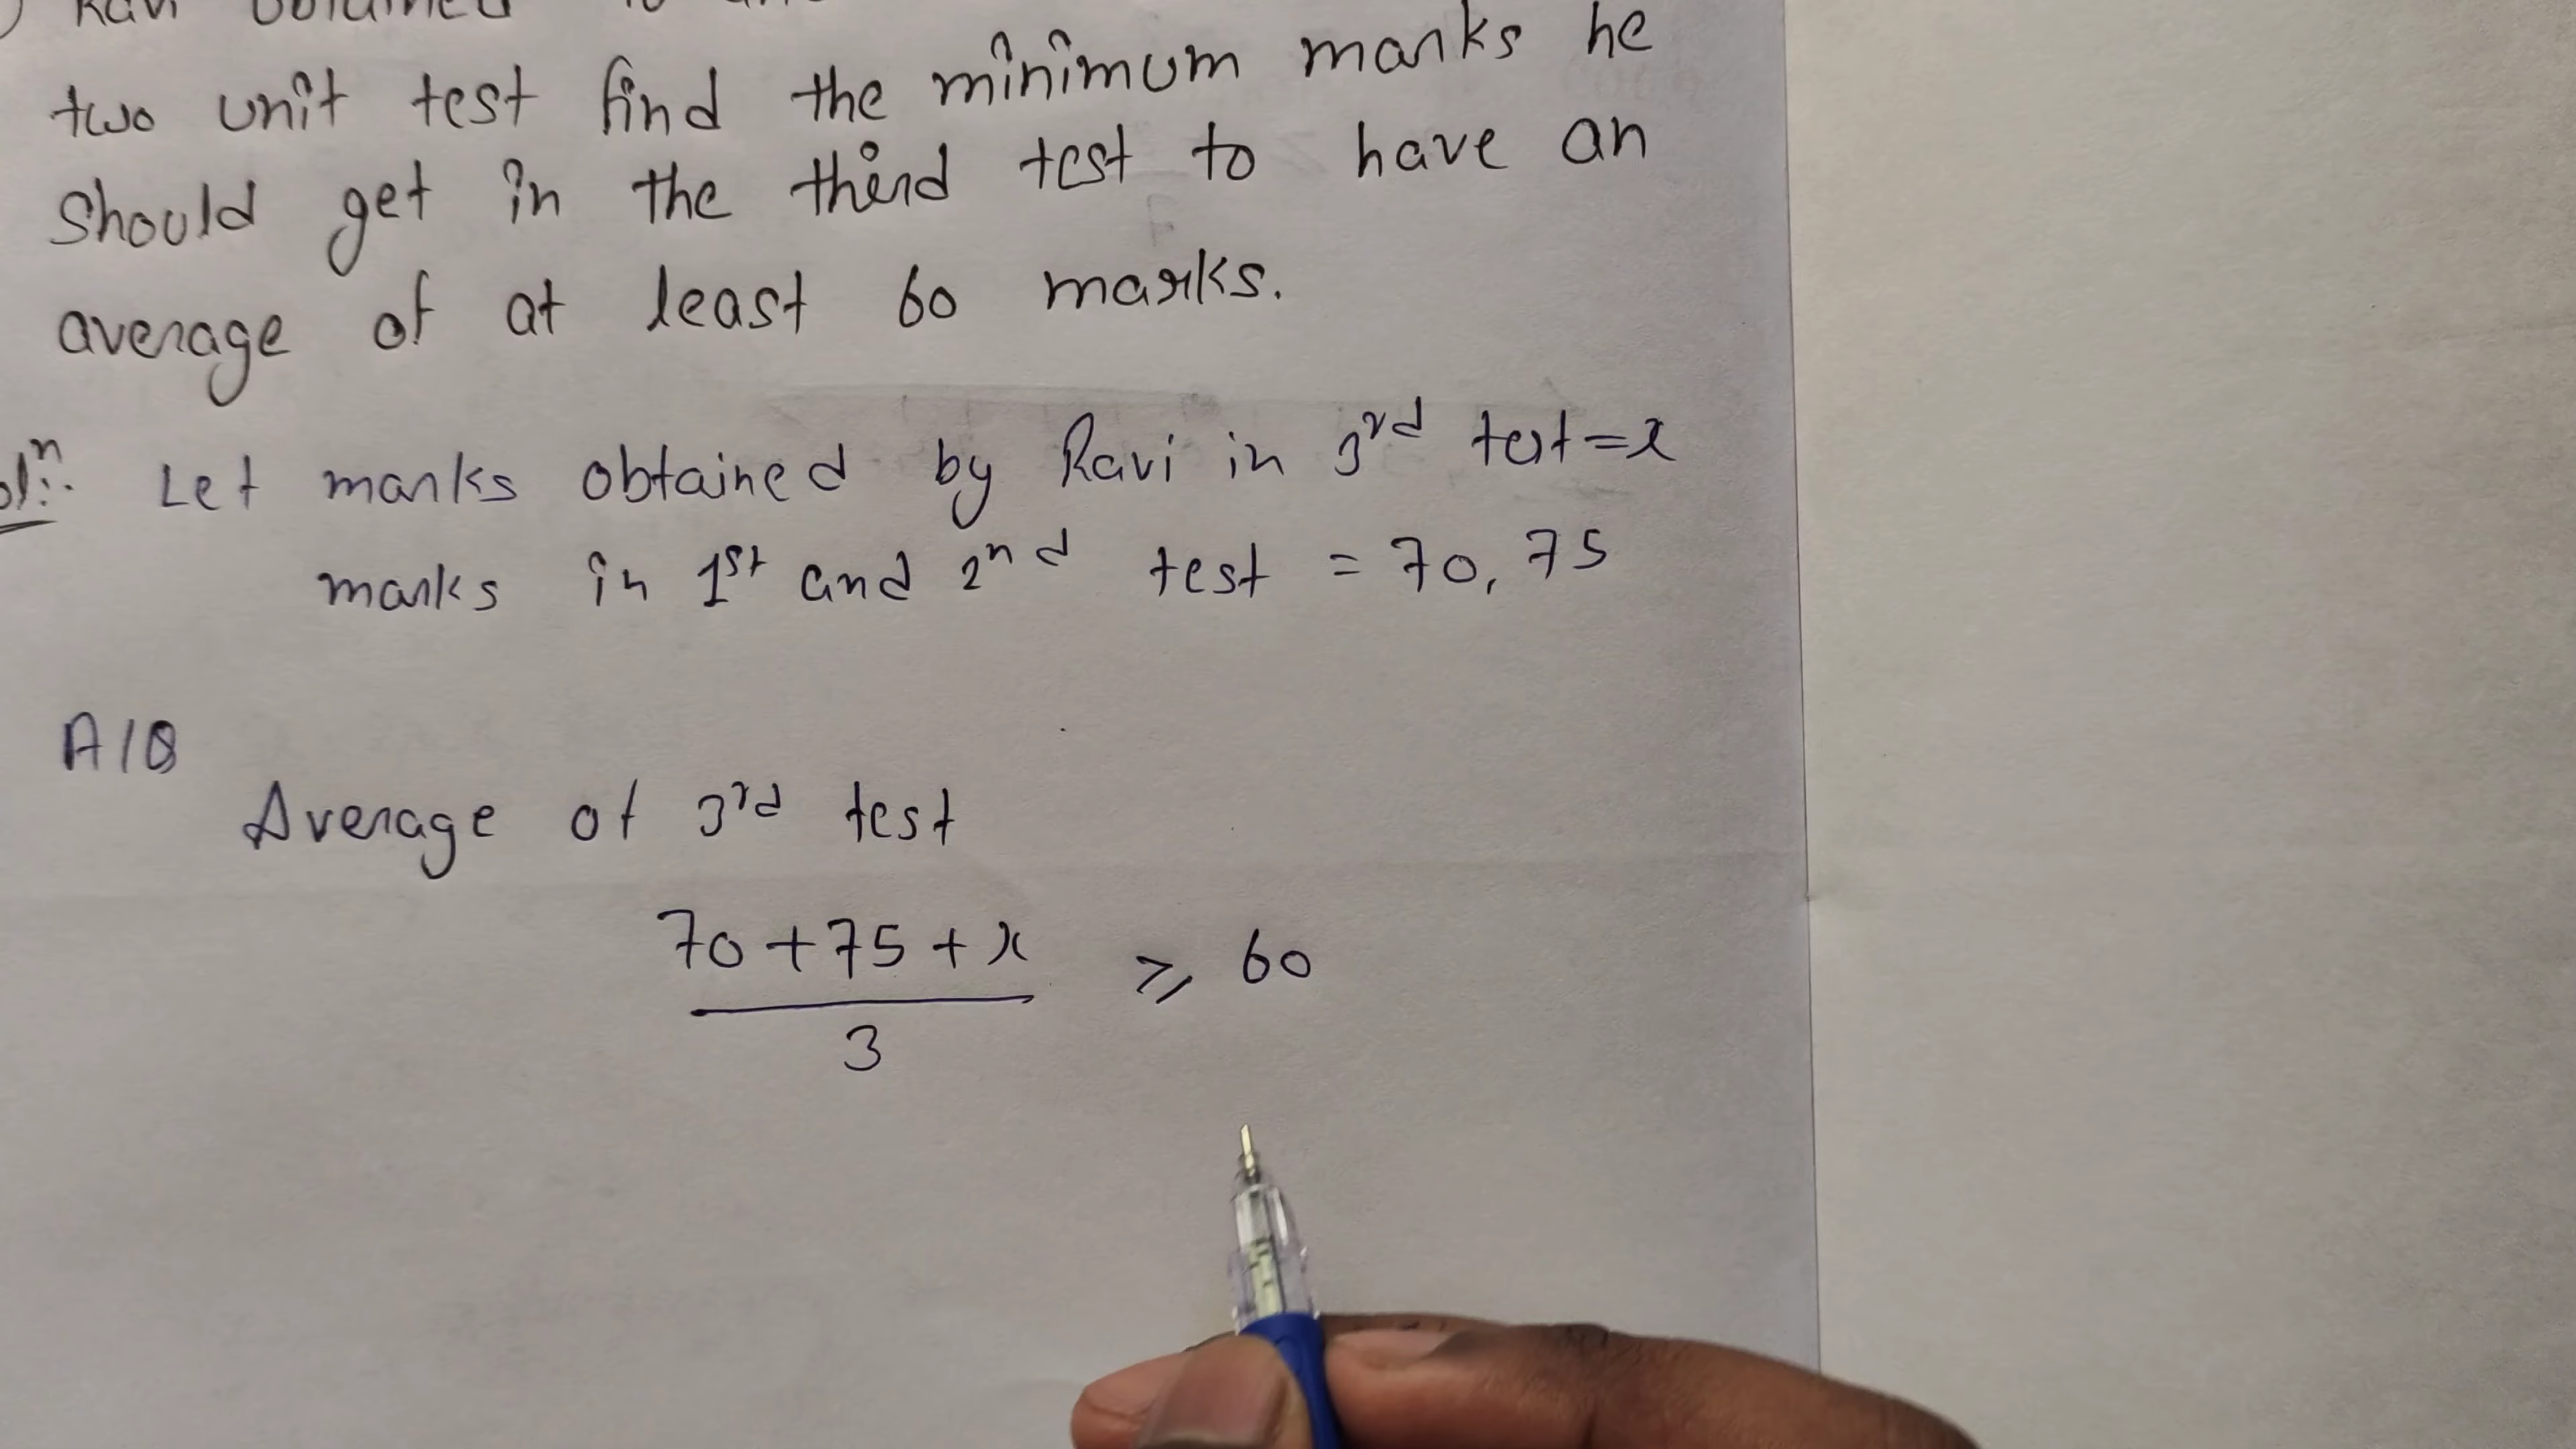 Ravi obtained
two unit test find the minimum marks he
should get in the third test to have an
average of at least 60 marks.
Let marks obtained by Ravi in 3rd test = x
marks in 1st and 2nd test = 70, 75
A/Q
Average of 3rd test
70 + 75 + x
⩾ 60
3